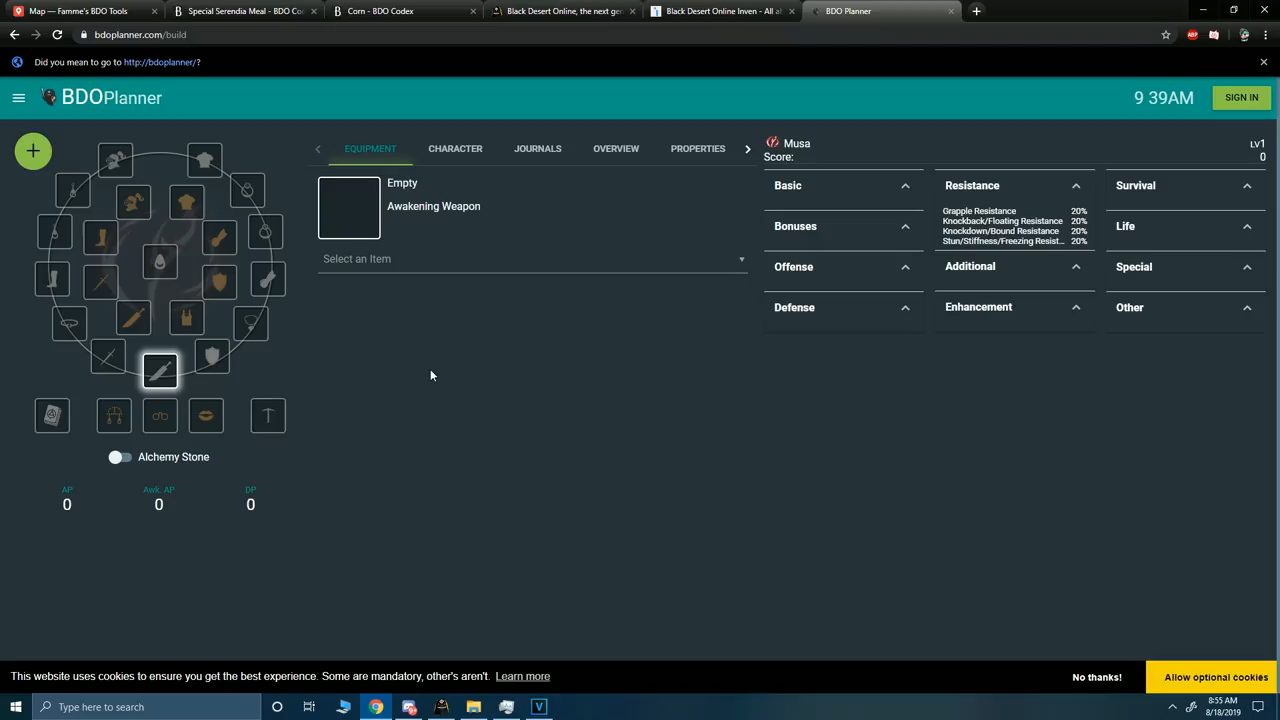 Map — Famme's BDO Tools
Special Serendia Meal - BDO Co
Corn - BDO Codex
Black Desert Online, the next ge
Black Desert Online Inven - All a
BDO Planner
bdoplanner.com/build
Did you mean to go to http://bdoplanner/?
BDOPlanner
9 39AM
SIGN IN
EQUIPMENT
CHARACTER
JOURNALS
OVERVIEW
PROPERTIES
Empty
Awakening Weapon
Select an Item
Musa
LV1
Score:
0
Basic
Resistance
Survival
Grapple Resistance 20%
Knockback/Floating Resistance 20%
Knockdown/Bound Resistance 20%
Stun/Stiffness/Freezing Resist... 20%
Bonuses
Life
Offense
Additional
Special
Defense
Enhancement
Other
Alchemy Stone
AP
Awk. AP
DP
0
0
0
This website uses cookies to ensure you get the best experience. Some are mandatory, other's aren't. Learn more
No thanks!
Allow optional cookies
Type here to search
8:55 AM
8/18/2019